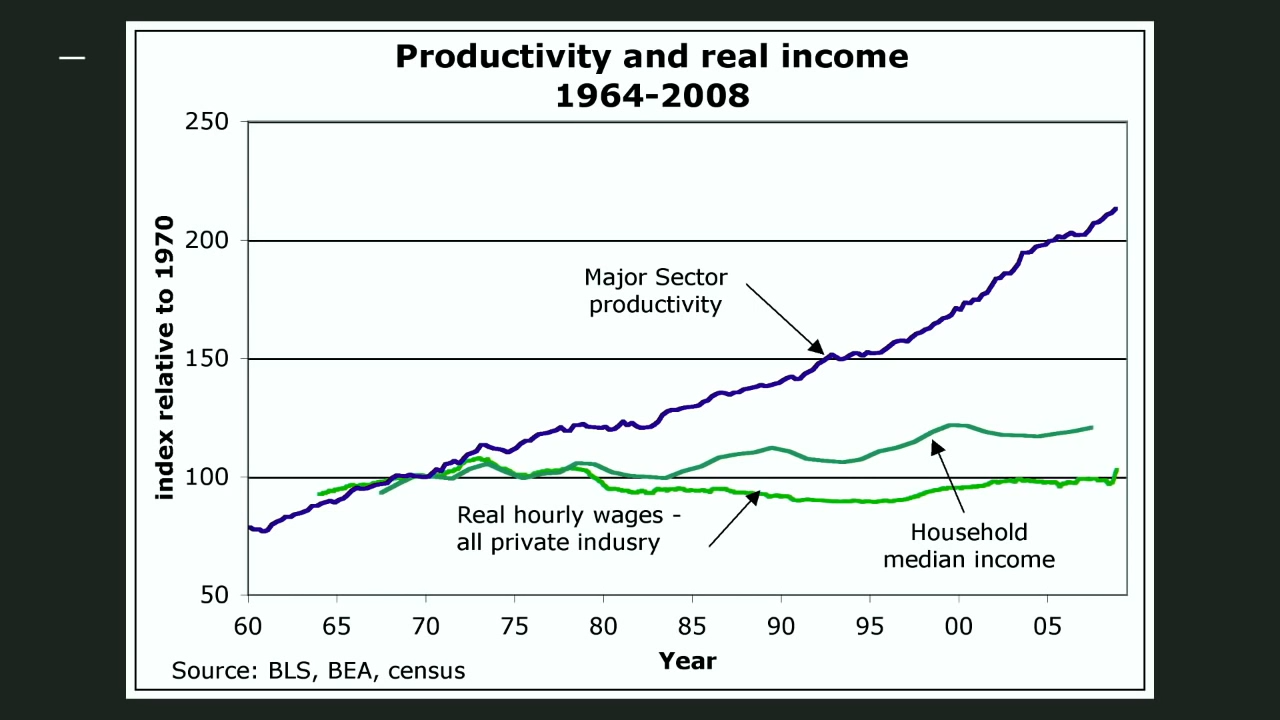 Productivity and real income
1964-2008
index relative to 1970
250
200
150
100
50
Major Sector
productivity
Real hourly wages -
all private indusry
Household
median income
60 65 70 75 80 85 90 95 00 05
Year
Source: BLS, BEA, census